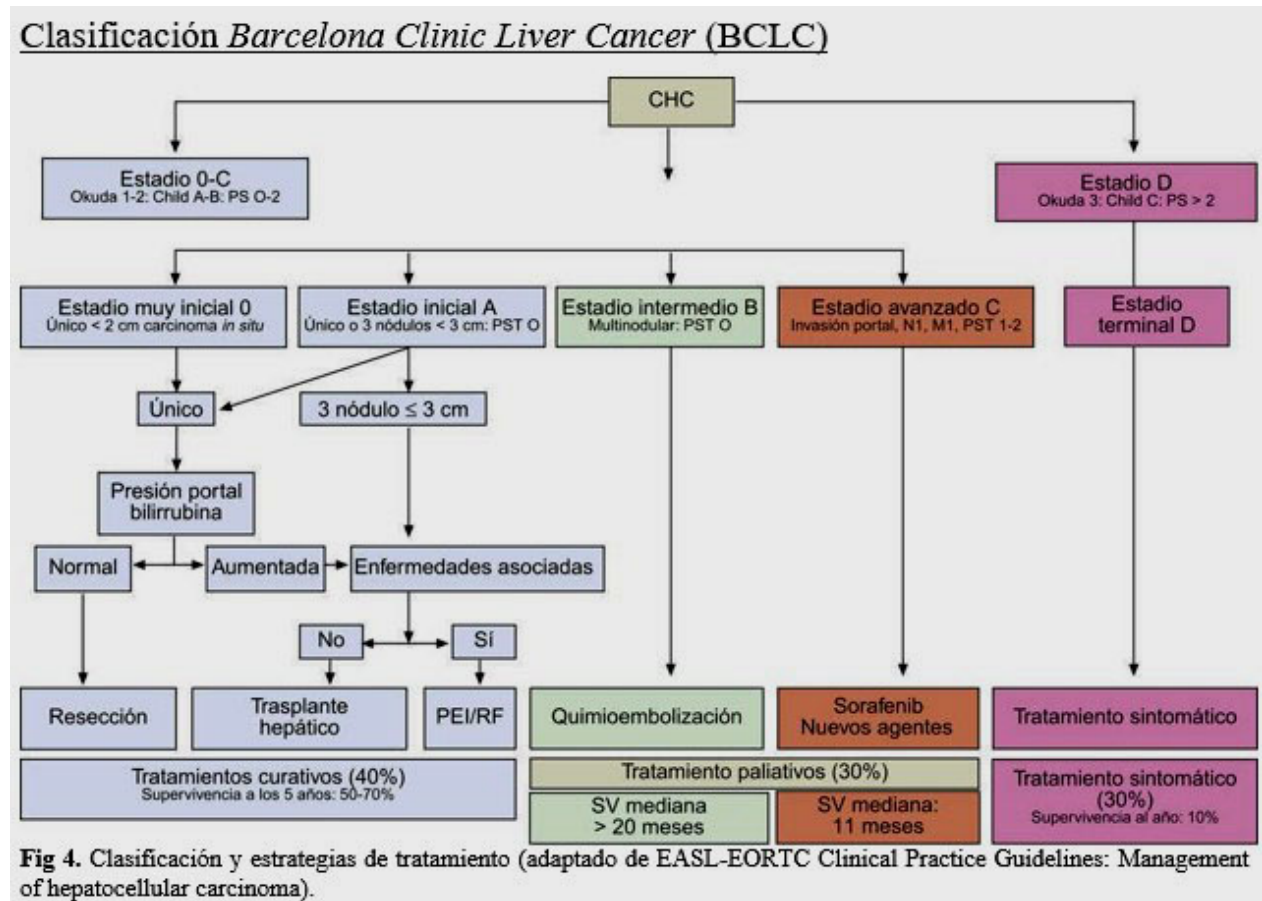 Clasificación Barcelona Clinic Liver Cancer (BCLC)
CHC
Estadio 0-C
Okuda 1-2: Child A-B: PS O-2
Estadio D
Okuda 3: Child C: PS > 2
Estadio muy inicial 0
Único < 2 cm carcinoma in situ
Estadio inicial A
Único o 3 nódulos < 3 cm: PST O
Estadio intermedio B
Multinodular: PST O
Estadio avanzado C
Invasión portal, N1, M1, PST 1-2
Estadio
terminal D
Único
3 nódulo ≤ 3 cm
Presión portal
bilirrubina
Normal
Aumentada
Enfermedades asociadas
No
Sí
Resección
Trasplante
hepático
PEI/RF
Quimioembolización
Sorafenib
Nuevos agentes
Tratamiento sintomático
Tratamientos curativos (40%)
Supervivencia a los 5 años: 50-70%
Tratamiento paliativos (30%)
SV mediana
> 20 meses
SV mediana:
11 meses
Tratamiento sintomático
(30%)
Supervivencia al año: 10%
Fig 4. Clasificación y estrategias de tratamiento (adaptado de EASL-EORTC Clinical Practice Guidelines: Management
of hepatocellular carcinoma).